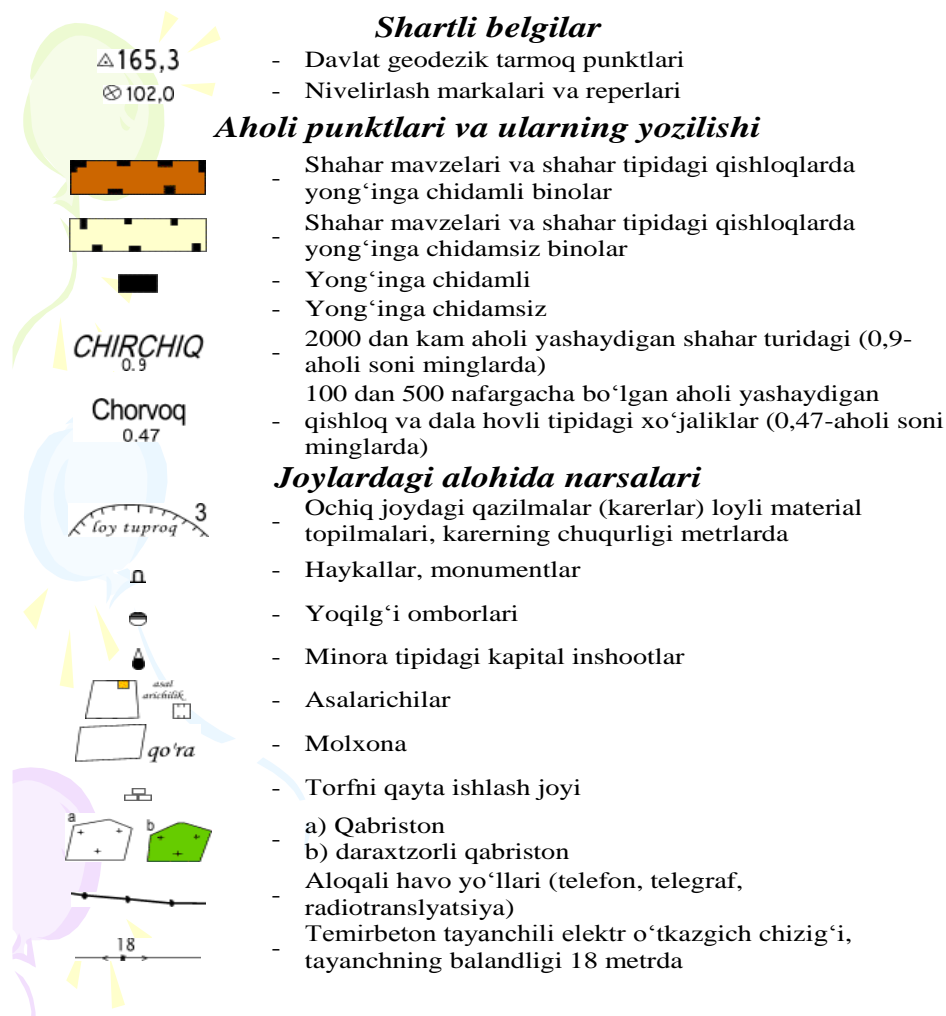 Shartli belgilar
165,3 - Davlat geodezik tarmoq punktlari
102,0 - Nivelirlash markalari va reperlari
Aholi punktlari va ularning yozilishi
- Shahar mavzelari va shahar tipidagi qishloqlarda
yong‘inga chidamli binolar
- Shahar mavzelari va shahar tipidagi qishloqlarda
yong‘inga chidamsiz binolar
- Yong‘inga chidamli
- Yong‘inga chidamsiz
CHIRCHIQ
0.9
- 2000 dan kam aholi yashaydigan shahar turidagi (0,9-
aholi soni minglarda)
Chorvoq
0.47
100 dan 500 nafargacha bo‘lgan aholi yashaydigan
- qishloq va dala hovli tipidagi xo‘jaliklar (0,47-aholi soni
minglarda)
Joylardagi alohida narsalari
3
loy tuproq
- Ochiq joydagi qazilmalar (karerlar) loyli material
topilmalari, karerning chuqurligi metrlarda
- Haykallar, monumentlar
- Yoqilg‘i omborlari
- Minora tipidagi kapital inshootlar
asal
arichilik
- Asalarichilar
qo'ra - Molxona
- Torfni qayta ishlash joyi
a b
- a) Qabriston
b) daraxtzorli qabriston
- Aloqali havo yo‘llari (telefon, telegraf,
radiotranslyatsiya)
18
- Temirbeton tayanchili elektr o‘tkazgich chizig‘i,
tayanchning balandligi 18 metrda